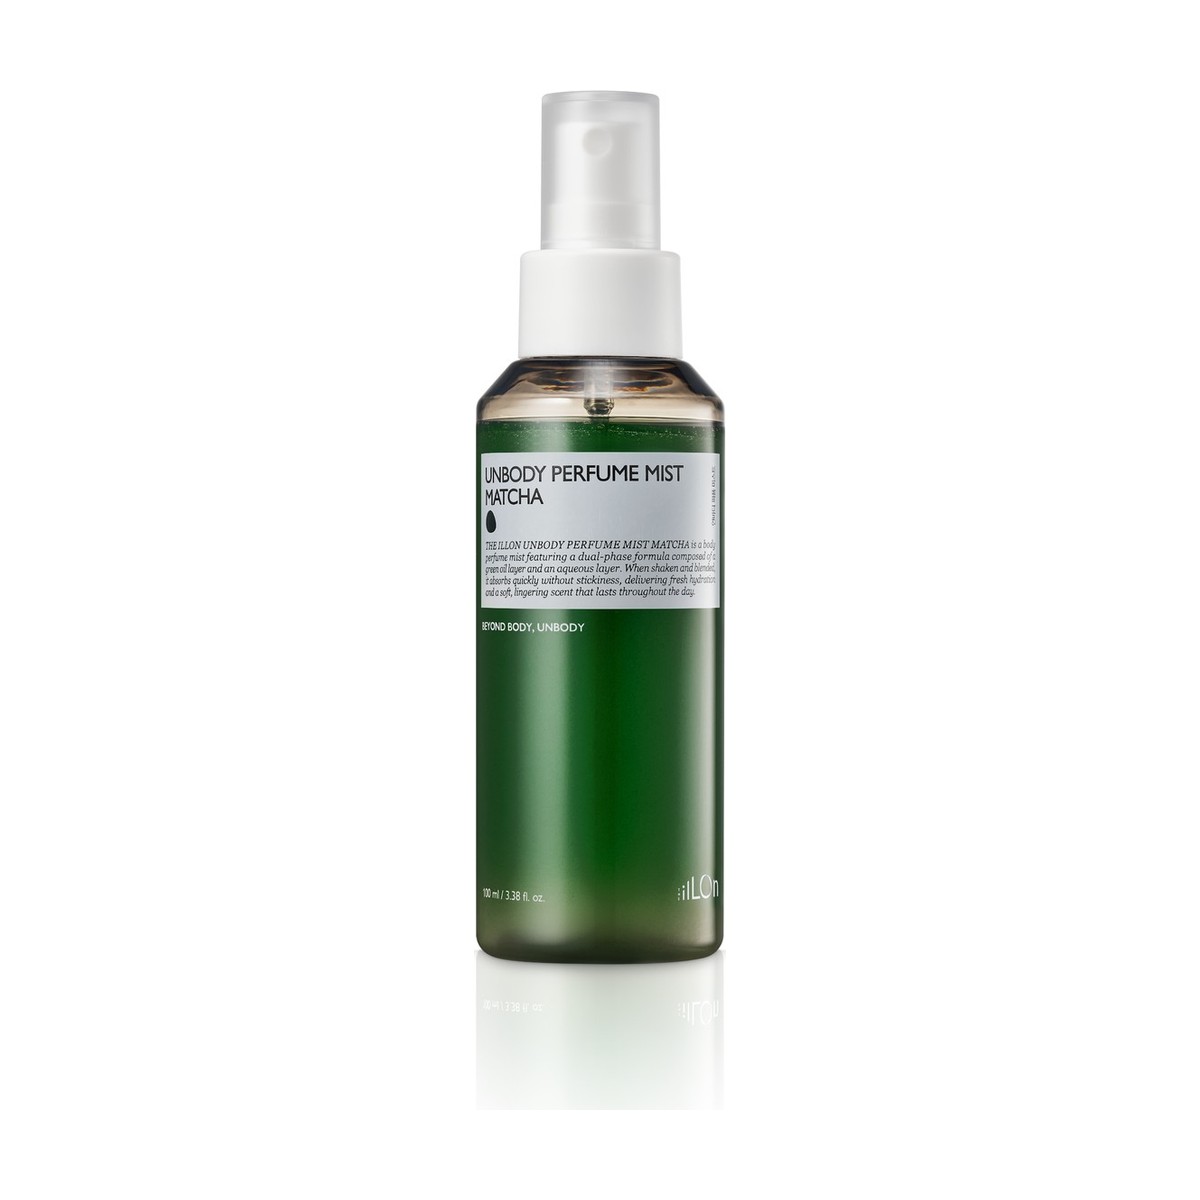 UNBODY PERFUME MIST
MATCHA
THE ILLON UNBODY PERFUME MIST MATCHA is a body
perfume mist featuring a dual-phase formula composed of a
green oil layer and an aqueous layer. When shaken and blended,
it absorbs quickly without stickiness, delivering fresh hydration
and a soft, lingering scent that lasts throughout the day.
BEYOND BODY, UNBODY
100 ml / 3.38 fl. oz.
illOn